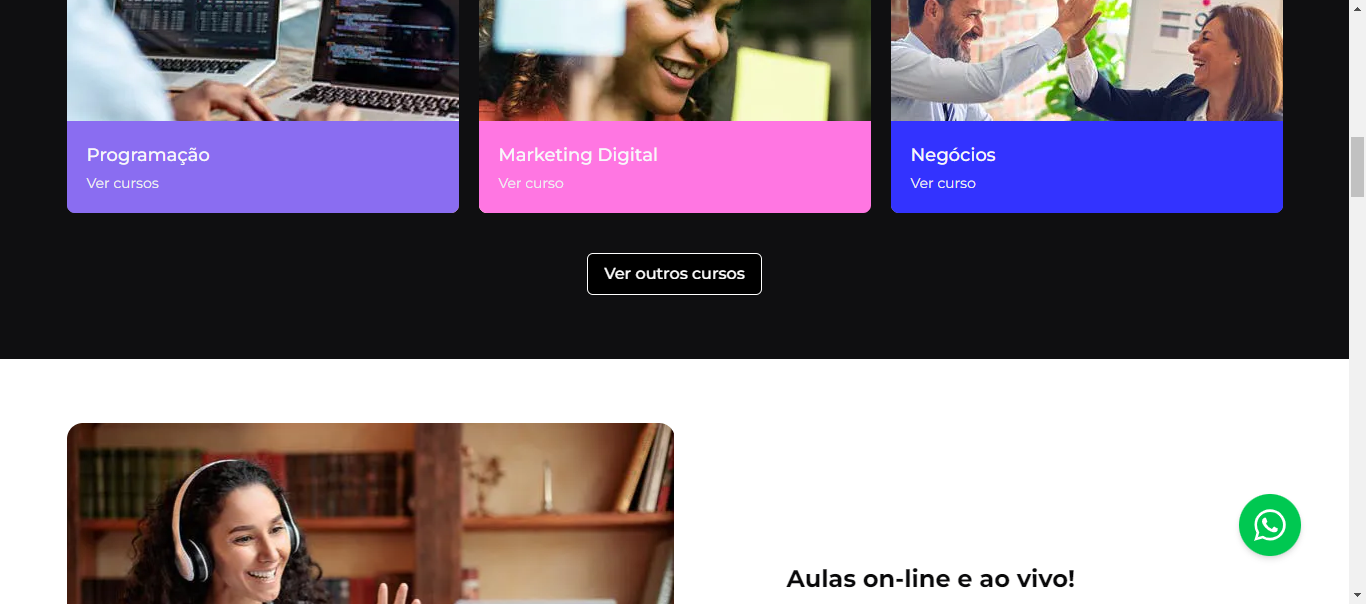 Programação
Ver cursos
Marketing Digital
Ver curso
Negócios
Ver curso
Ver outros cursos
Aulas on-line e ao vivo!